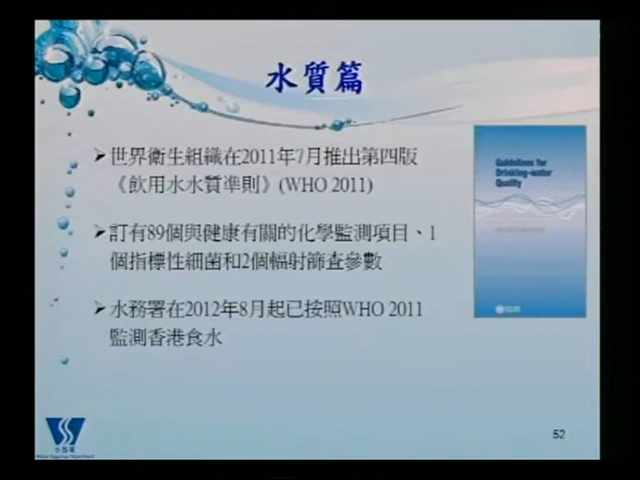 水質篇
世界衛生組織在2011年7月推出第四版
《飲用水水質準則》(WHO 2011)
訂有89個與健康有關的化學監測項目、1
個指標性細菌和2個輻射篩查參數
水務署在2012年8月起已按照WHO 2011
監測香港食水
Guidelines for
Drinking-water
Quality
水務署
52